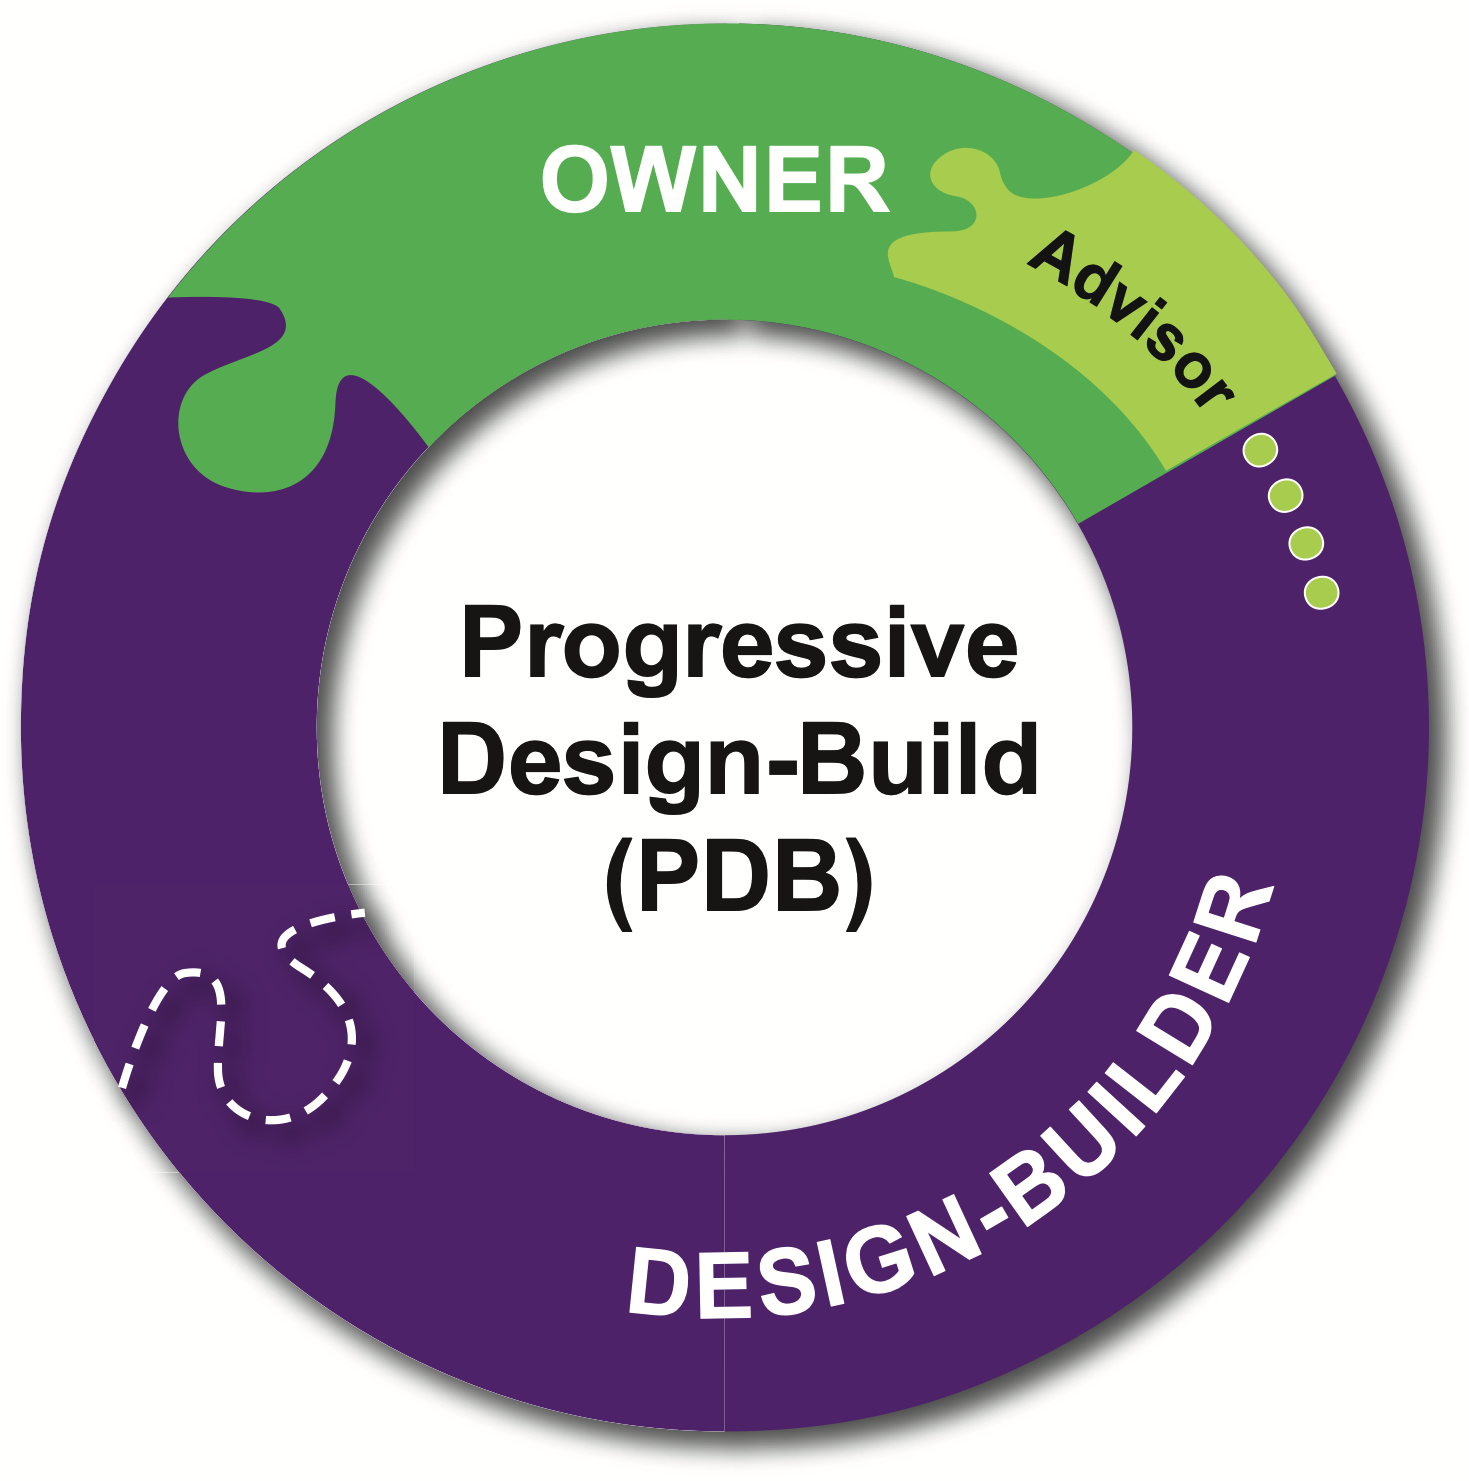 OWNER
Advisor
Progressive
Design-Build
(PDB)
DESIGN-BUILDER